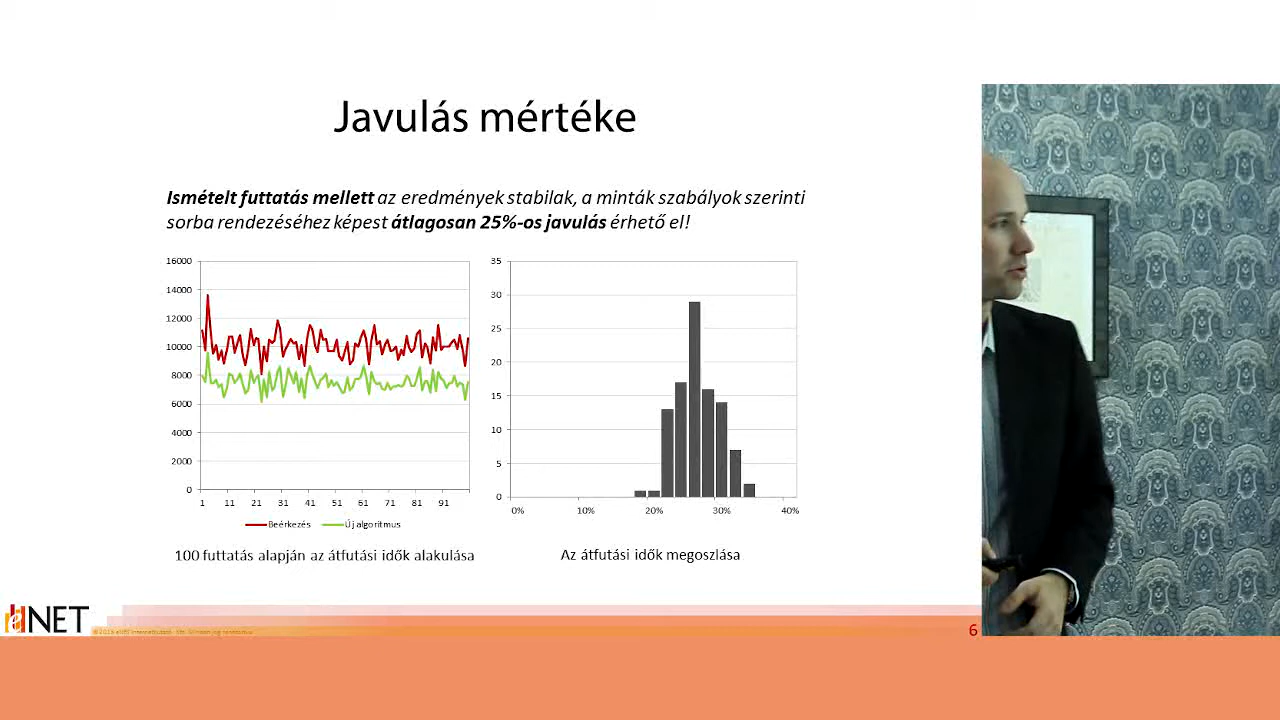 Javulás mértéke
Ismételt futtatás mellett az eredmények stabilak, a minták szabályok szerinti
sorba rendezéséhez képest átlagosan 25%-os javulás érhető el!
16000
14000
12000
10000
8000
6000
4000
2000
0
1 11 21 31 41 51 61 71 81 91
Beérkezés Új algoritmus
100 futtatás alapján az átfutási idők alakulása
35
30
25
20
15
10
5
0
0% 10% 20% 30% 40%
Az átfutási idők megoszlása
NET
6